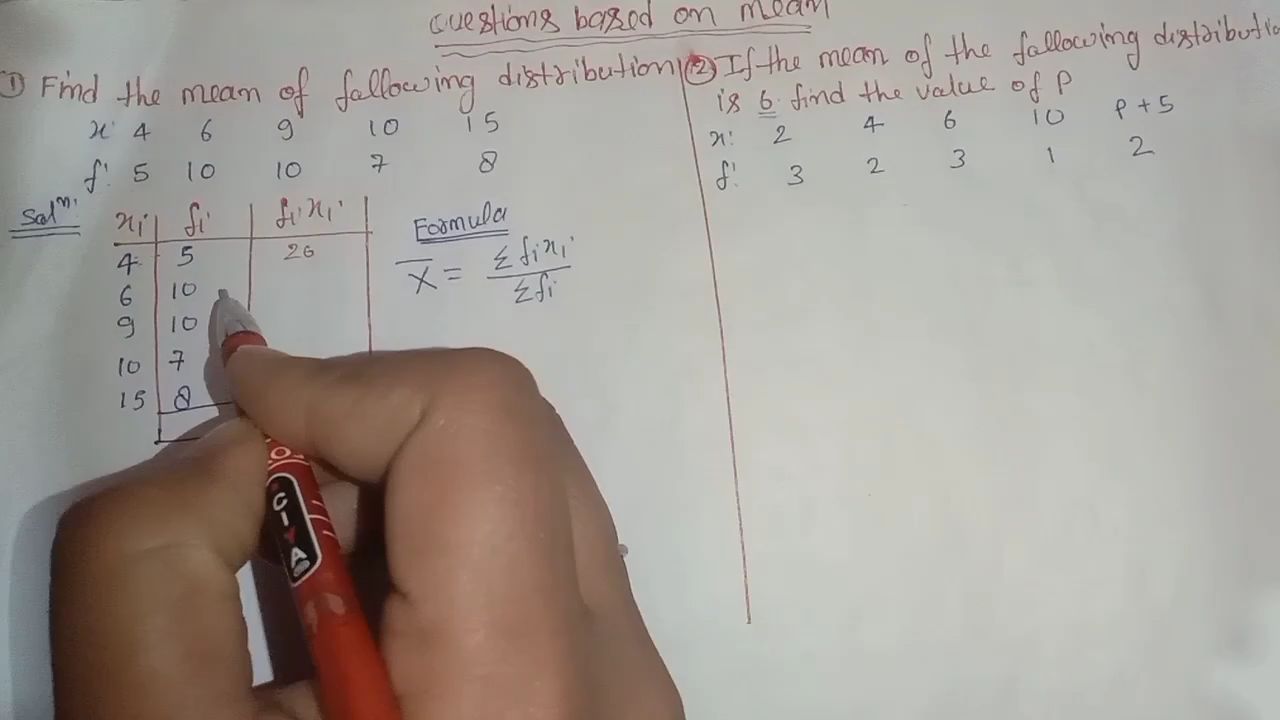 Questions based on mean
① Find the mean of following distribution
x: 4 6 9 10 15
f: 5 10 10 7 8
Solⁿ:
xi fi fixi
4 5 20
6 10
9 10
10 7
15 8
Formula
X̄ = Σfixi / Σfi
② If the mean of the fallowing distributio
is 6 find the value of P
x: 2 4 6 10 P+5
f: 3 2 3 1 2
CIYA